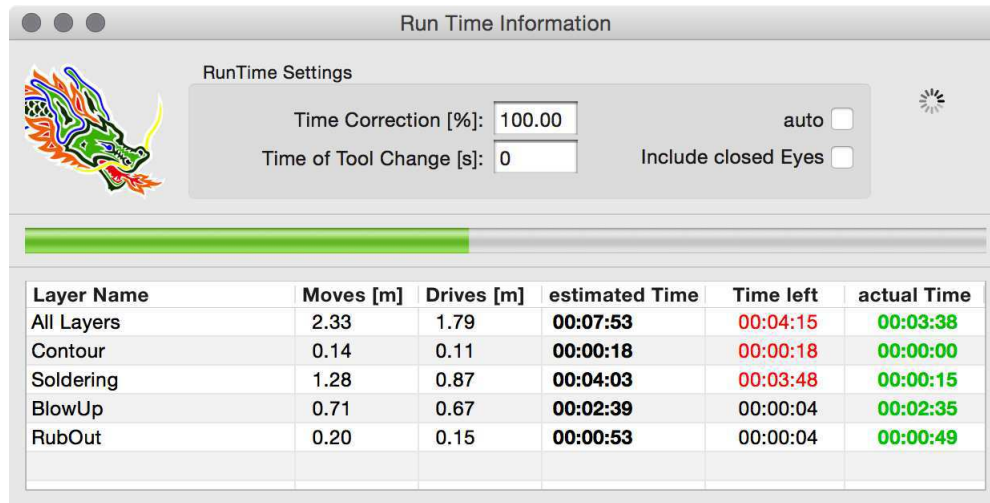 Run Time Information
RunTime Settings
Time Correction [%]: 100.00 auto
Time of Tool Change [s]: 0 Include closed Eyes
Layer Name Moves [m] Drives [m] estimated Time Time left actual Time
All Layers 2.33 1.79 00:07:53 00:04:15 00:03:38
Contour 0.14 0.11 00:00:18 00:00:18 00:00:00
Soldering 1.28 0.87 00:04:03 00:03:48 00:00:15
BlowUp 0.71 0.67 00:02:39 00:00:04 00:02:35
RubOut 0.20 0.15 00:00:53 00:00:04 00:00:49